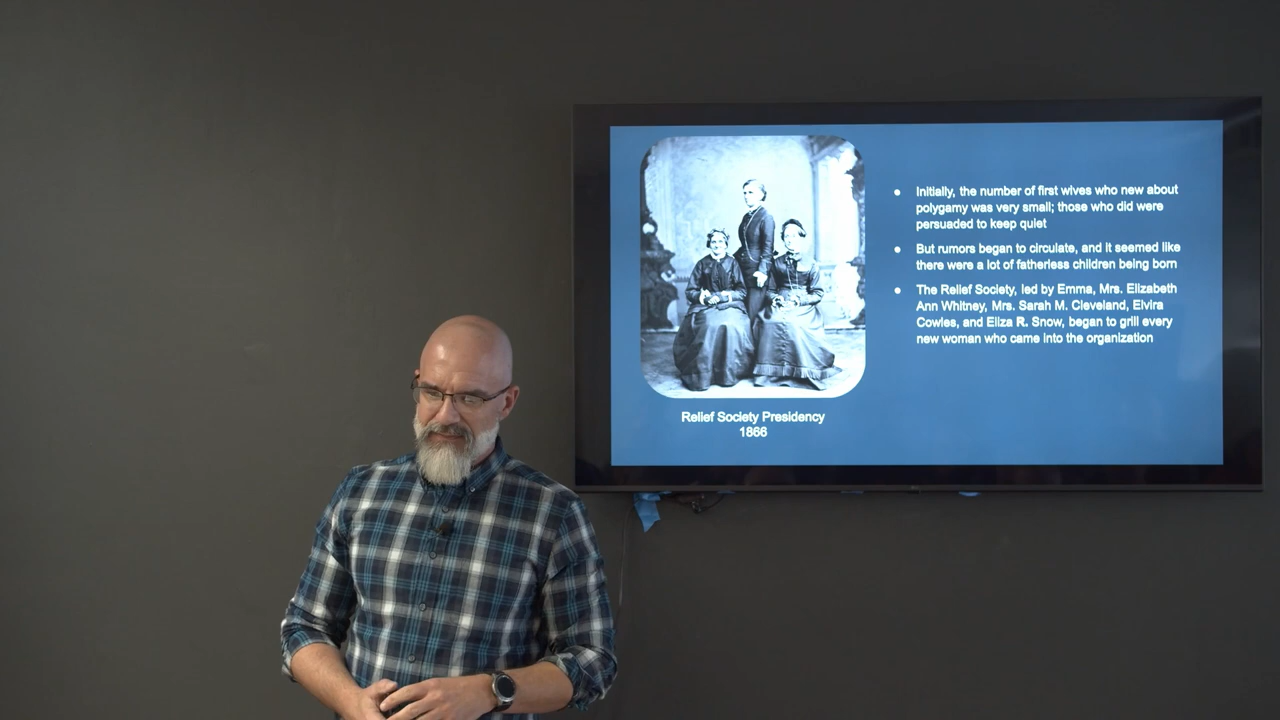 Initially, the number of first wives who new about
polygamy was very small; those who did were
persuaded to keep quiet
But rumors began to circulate, and it seemed like
there were a lot of fatherless children being born
The Relief Society, led by Emma, Mrs. Elizabeth
Ann Whitney, Mrs. Sarah M. Cleveland, Elvira
Cowles, and Eliza R. Snow, began to grill every
new woman who came into the organization
Relief Society Presidency
1866